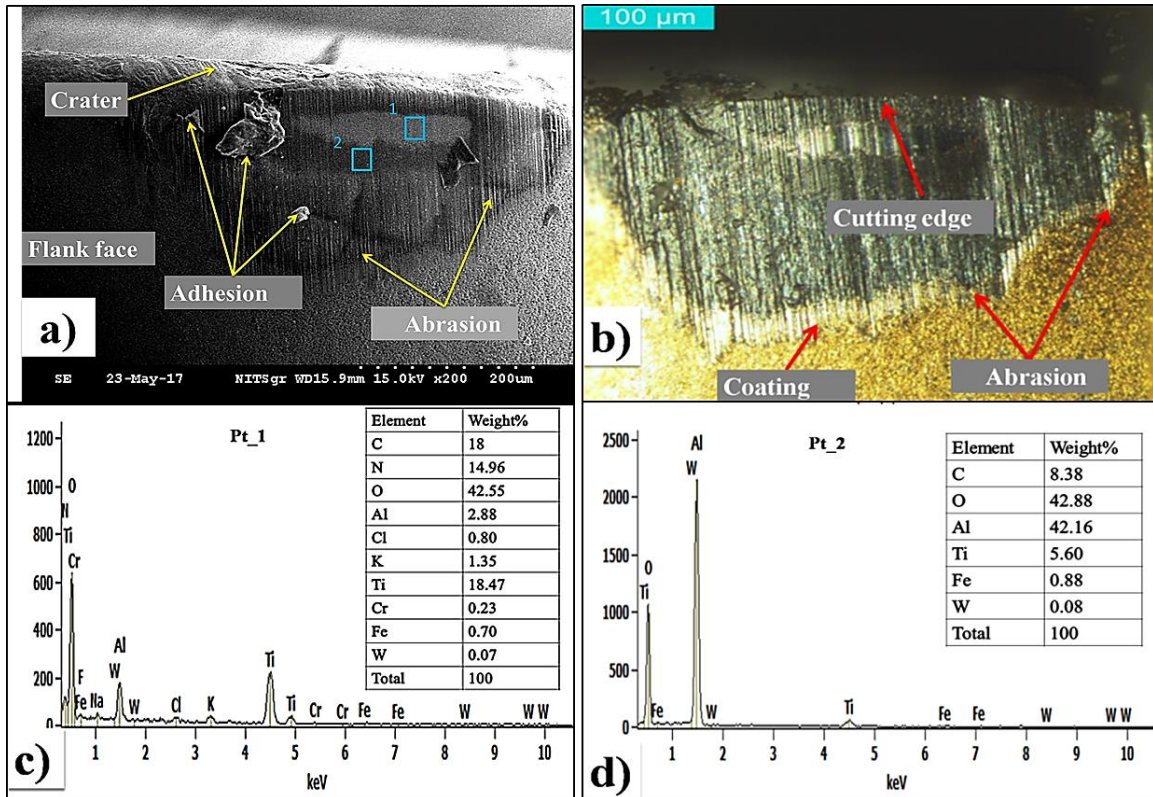 Crater
1
2
Flank face
Adhesion
Abrasion
a)
SE 23-May-17 NITSgr WD15.9mm 15.0kV x200 200um
100 µm
Cutting edge
b)
Coating
Abrasion
Pt_1
Element Weight%
C 18
N 14.96
O 42.55
Al 2.88
Cl 0.80
K 1.35
Ti 18.47
Cr 0.23
Fe 0.70
W 0.07
Total 100
1200
1000
800
600
400
200
0
O
N
Ti
Cr
F
Fe
Na
Al
W
W
Cl
K
Ti
Ti
Cr
Cr
Fe
Fe
W
W
W
1 2 3 4 5 6 7 8 9 10
keV
c)
Pt_2
Element Weight%
C 8.38
O 42.88
Al 42.16
Ti 5.60
Fe 0.88
W 0.08
Total 100
2500
2000
1500
1000
500
0
O
Ti
Fe
Al
W
W
Ti
Fe
Fe
W
W
W
1 2 3 4 5 6 7 8 9 10
keV
d)